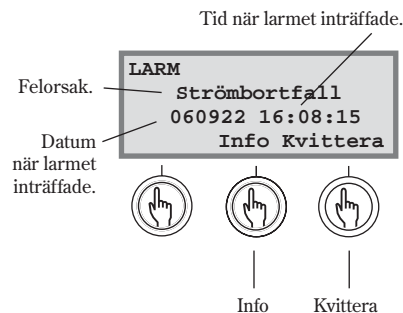 Tid när larmet inträffade.
LARM
Felorsak.
Strömbortfall
060922 16:08:15
Datum
när larmet
inträffade.
Info Kvittera
Info
Kvittera